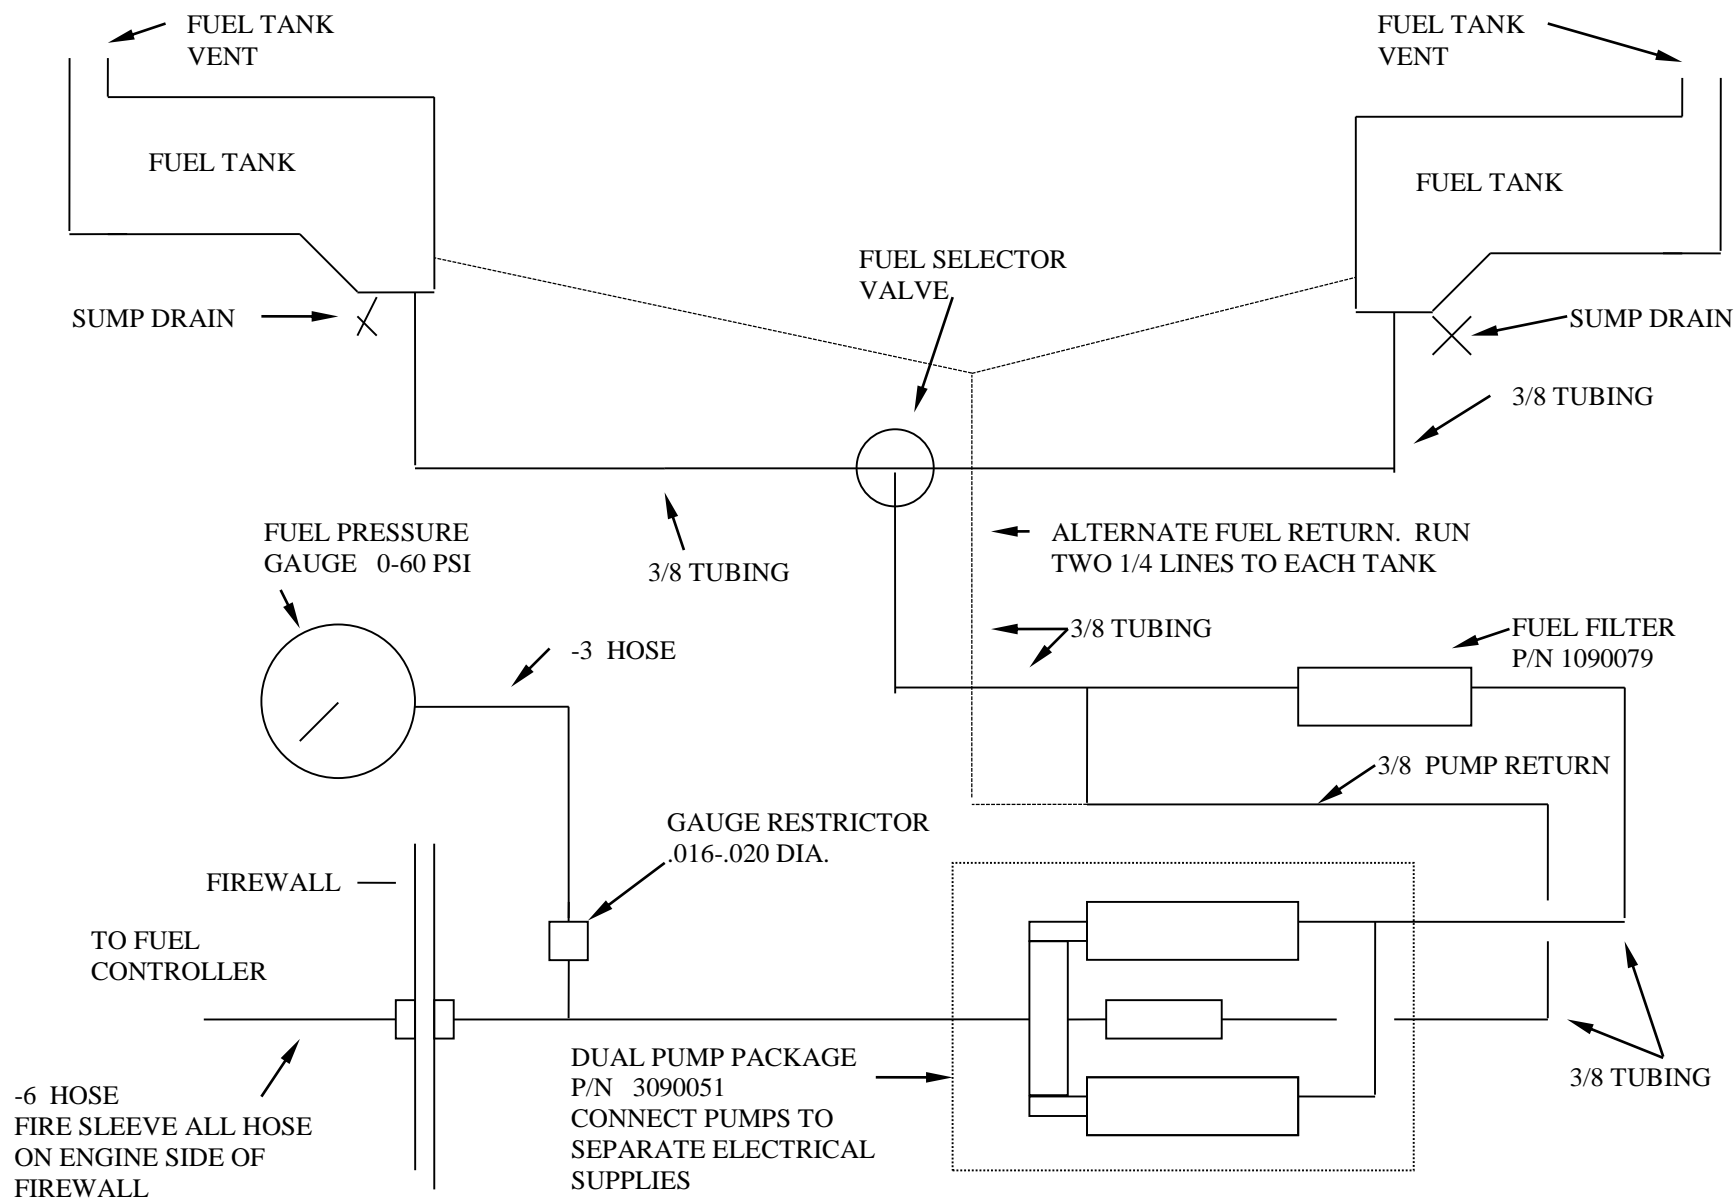 FUEL TANK
VENT
FUEL TANK
VENT
FUEL TANK
FUEL TANK
FUEL SELECTOR
VALVE
SUMP DRAIN
SUMP DRAIN
3/8 TUBING
FUEL PRESSURE
GAUGE 0-60 PSI
3/8 TUBING
ALTERNATE FUEL RETURN. RUN
TWO 1/4 LINES TO EACH TANK
-3 HOSE
3/8 TUBING
FUEL FILTER
P/N 1090079
3/8 PUMP RETURN
GAUGE RESTRICTOR
.016-.020 DIA.
FIREWALL
TO FUEL
CONTROLLER
DUAL PUMP PACKAGE
P/N 3090051
CONNECT PUMPS TO
SEPARATE ELECTRICAL
SUPPLIES
3/8 TUBING
-6 HOSE
FIRE SLEEVE ALL HOSE
ON ENGINE SIDE OF
FIREWALL